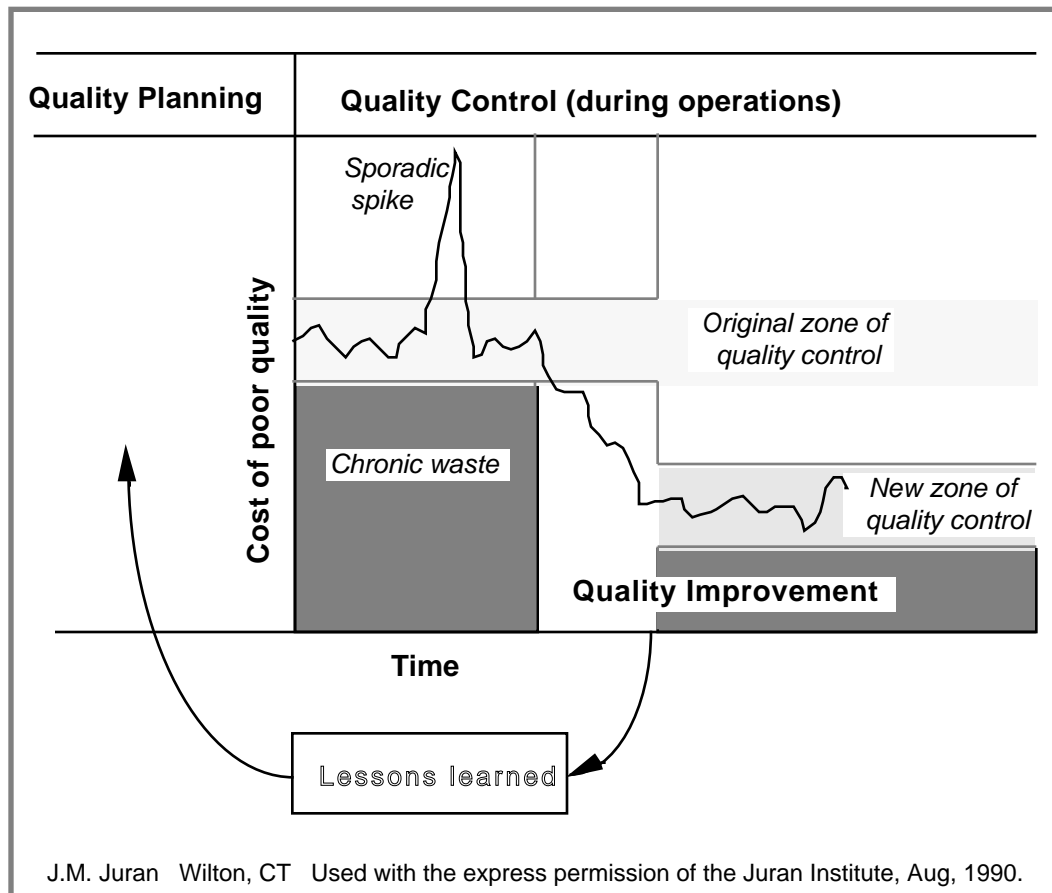 Quality Planning
Quality Control (during operations)
Sporadic
spike
Cost of poor quality
Original zone of
quality control
Chronic waste
New zone of
quality control
Quality Improvement
Time
Lessons learned
J.M. Juran Wilton, CT Used with the express permission of the Juran Institute, Aug, 1990.